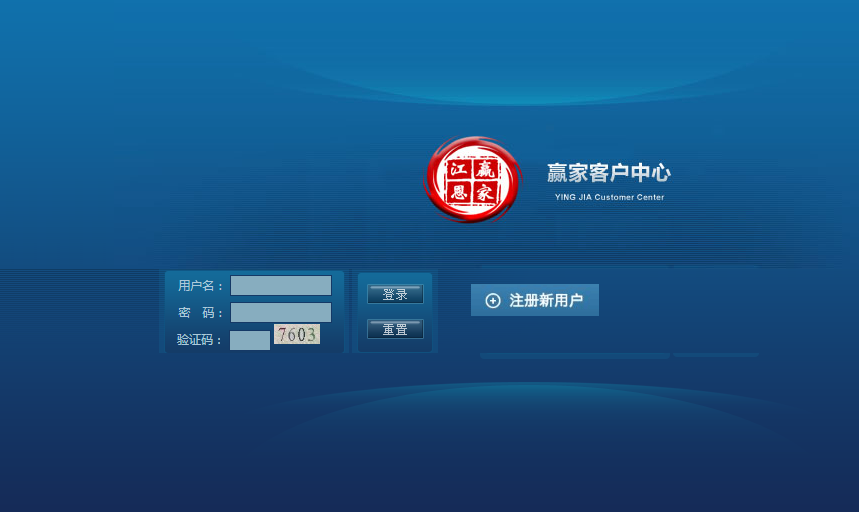 江赢
恩家
赢家客户中心
YING JIA Customer Center
用户名：
密　码：
验证码：
7603
登录
重置
注册新用户